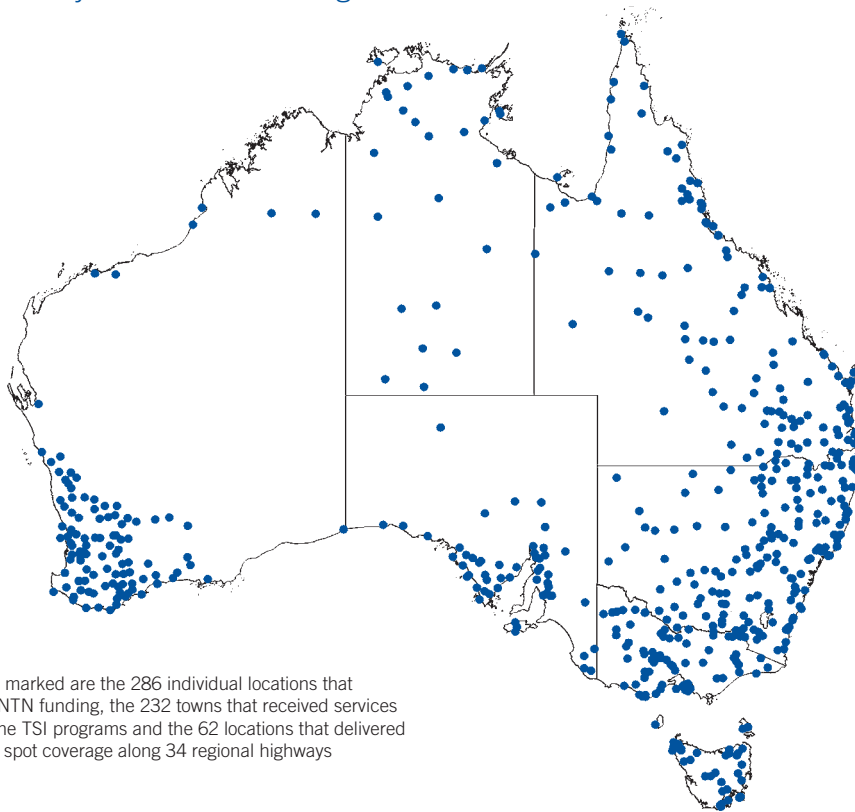 marked are the 286 individual locations that
NTN funding, the 232 towns that received services
TSI programs and the 62 locations that delivered
spot coverage along 34 regional highways